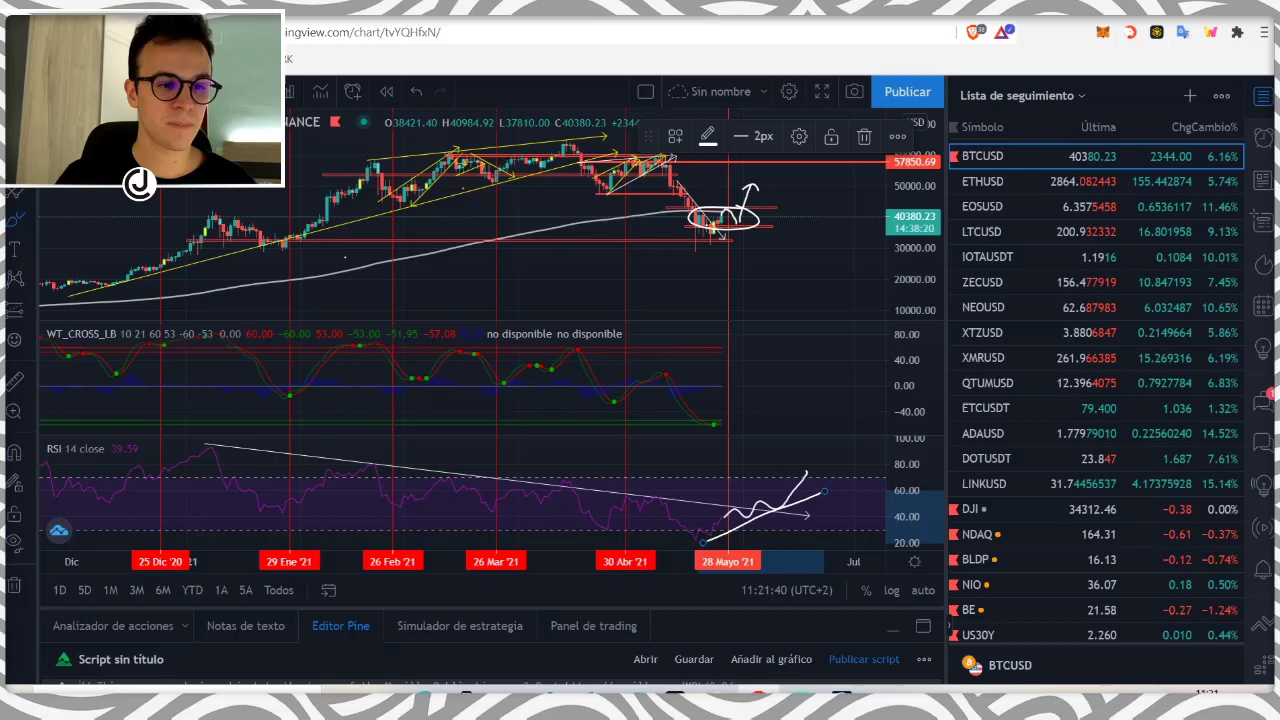 ingview.com/chart/tvYQHfxN/
38
RK
Sin nombre
Publicar
Lista de seguimiento
NANCE O38421.40 H40984.92 L37810.00 C40380.23 +2344
USD
2px
Símbolo Última Chg Cambio%
BTCUSD 40380.23 2344.00 6.16%
ETHUSD 2864.082443 155.442874 5.74%
EOSUSD 6.3575458 0.6536117 11.46%
LTCUSD 200.932332 16.801958 9.13%
IOTAUSDT 1.1916 0.1084 10.01%
ZECUSD 156.477919 10.847193 7.45%
NEOUSD 62.687983 6.032487 10.65%
XTZUSD 3.8806847 0.2149664 5.86%
XMRUSD 261.966385 15.269316 6.19%
QTUMUSD 12.3964075 0.7927784 6.83%
ETCUSDT 79.400 1.036 1.32%
ADAUSD 1.77979010 0.22560240 14.52%
DOTUSDT 23.847 1.687 7.61%
LINKUSD 31.74456537 4.17375928 15.14%
DJI 34312.46 -0.38 0.00%
NDAQ 164.31 -0.61 -0.37%
BLDP 16.13 -0.12 -0.74%
NIO 36.07 0.18 0.50%
BE 21.58 -0.27 -1.24%
US30Y 2.260 0.010 0.44%
BTCUSD
57850.69
50000.00
40380.23
14:38:20
30000.00
20000.00
10000.00
WT_CROSS_LB 10 21 60 53 -60 -53 0.00 60.00 -60.00 53.00 -53.00 -51.95 -57.08 no disponible no disponible
80.00
40.00
0.00
-40.00
RSI 14 close 39.59
100.00
80.00
60.00
40.00
20.00
Dic 25 Dic '20 21 29 Ene '21 26 Feb '21 26 Mar '21 30 Abr '21 28 Mayo '21 Jul
1D 5D 1M 3M 6M YTD 1A 5A Todos 11:21:40 (UTC+2) % log auto
Analizador de acciones Notas de texto Editor Pine Simulador de estrategia Panel de trading
Script sin título Abrir Guardar Añadir al gráfico Publicar script
1
11:21
J